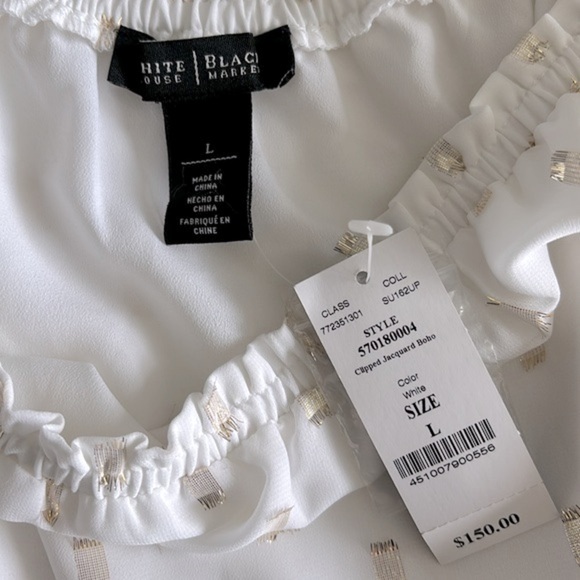 HITE | BLAC
OUSE | MARKE
L
MADE IN
CHINA
HECHO EN
CHINA
FABRIQUÉ EN
CHINE
CLASS COLL
772351301 SU162UP
STYLE
570180004
Clipped Jacquard Boho
Color
White
SIZE
L
451007900556
$150.00